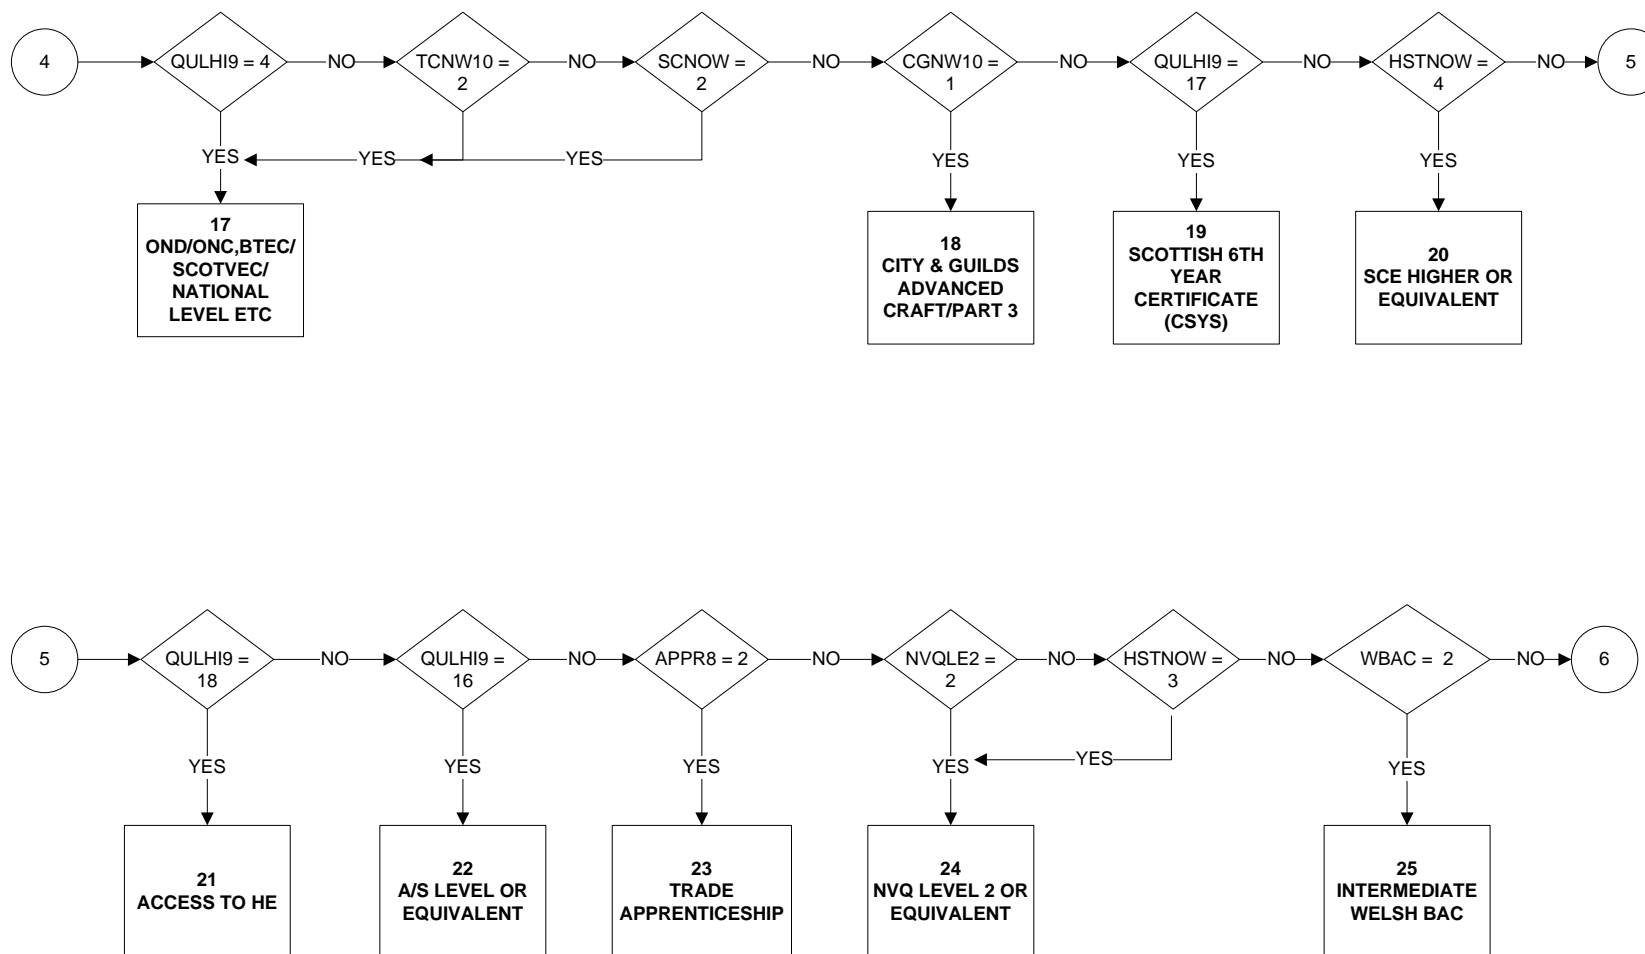 4
QULHI9 = 4
NO
TCNW10 =
2
NO
SCNOW =
2
NO
CGNW10 =
1
NO
QULHI9 =
17
NO
HSTNOW =
4
NO
5
YES
YES
YES
YES
YES
YES
17
OND/ONC,BTEC/
SCOTVEC/
NATIONAL
LEVEL ETC
18
CITY & GUILDS
ADVANCED
CRAFT/PART 3
19
SCOTTISH 6TH
YEAR
CERTIFICATE
(CSYS)
20
SCE HIGHER OR
EQUIVALENT
5
QULHI9 =
18
NO
QULHI9 =
16
NO
APPR8 = 2
NO
NVQLE2 =
2
NO
HSTNOW =
3
NO
WBAC =  2
NO
6
YES
YES
YES
YES
YES
YES
21
ACCESS TO HE
22
A/S LEVEL OR
EQUIVALENT
23
TRADE
APPRENTICESHIP
24
NVQ LEVEL 2 OR
EQUIVALENT
25
INTERMEDIATE
WELSH BAC